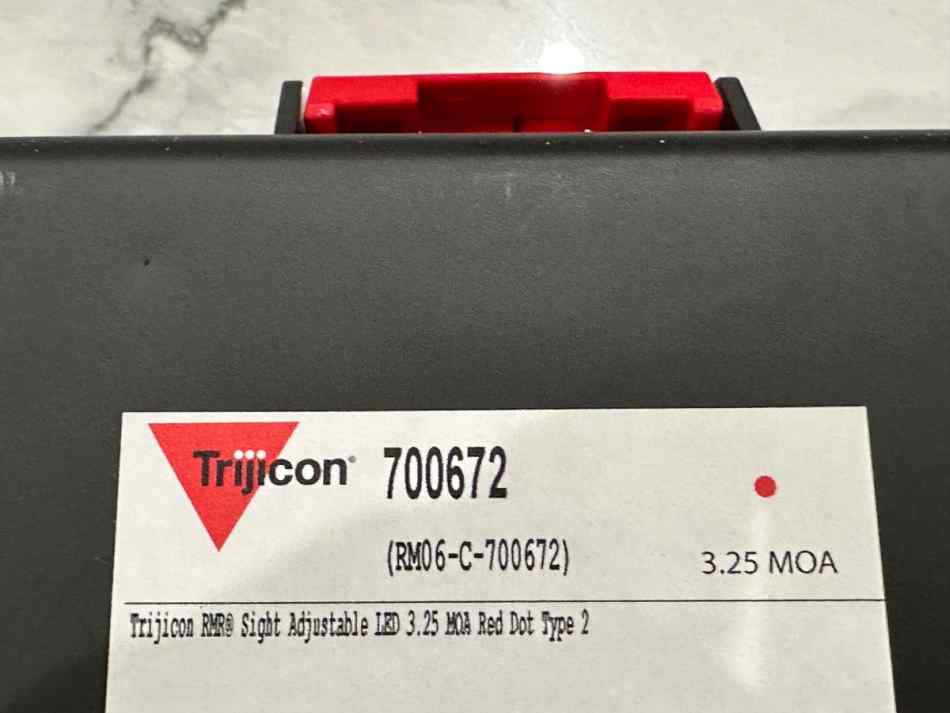 Trijicon® 700672
(RM06-C-700672)
3.25 MOA
Trijicon RMR® Sight Adjustable LED 3.25 MOA Red Dot Type 2